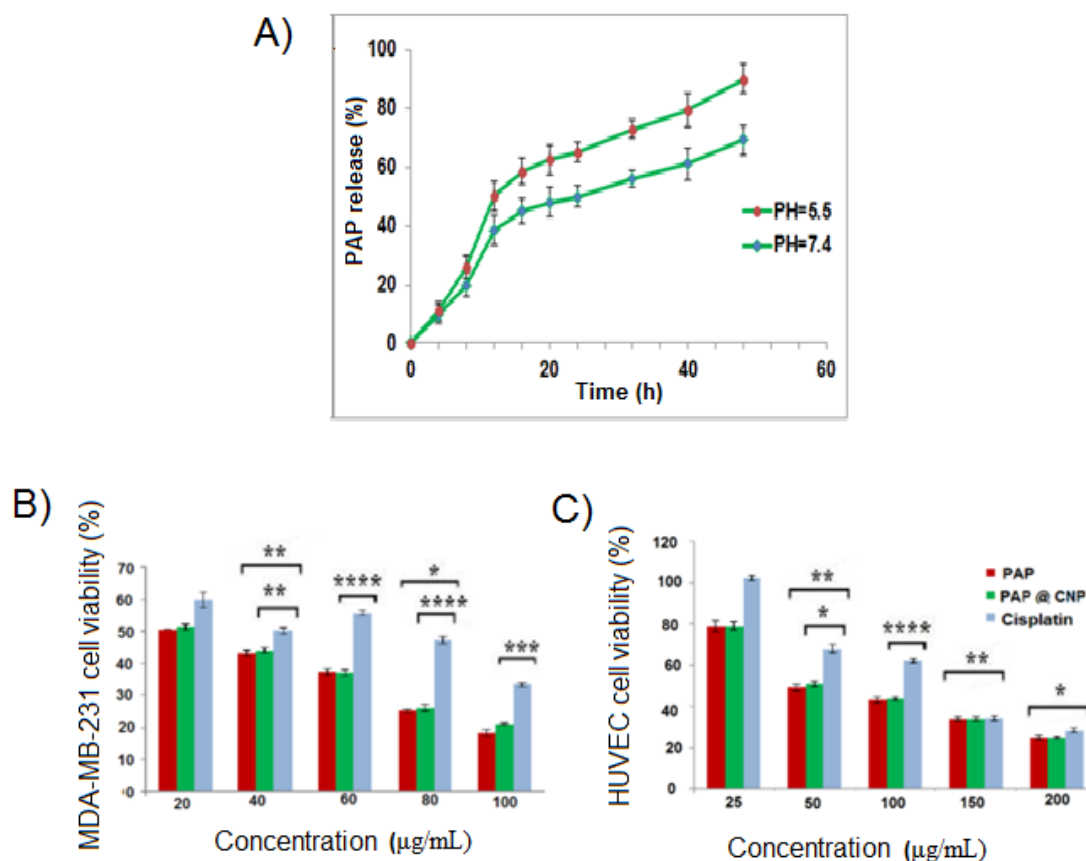 A)
PAP release (%)
100
80
60
40
20
0
PH=5.5
PH=7.4
0 20 40 60
Time (h)
B)
MDA-MB-231 cell viability (%)
70
60
50
40
30
20
10
0
** ** **** * **** ***
20 40 60 80 100
Concentration (µg/mL)
C)
HUVEC cell viability (%)
120
100
80
60
40
20
0
** * **** ** *
PAP
PAP @ CNP
Cisplatin
25 50 100 150 200
Concentration (µg/mL)